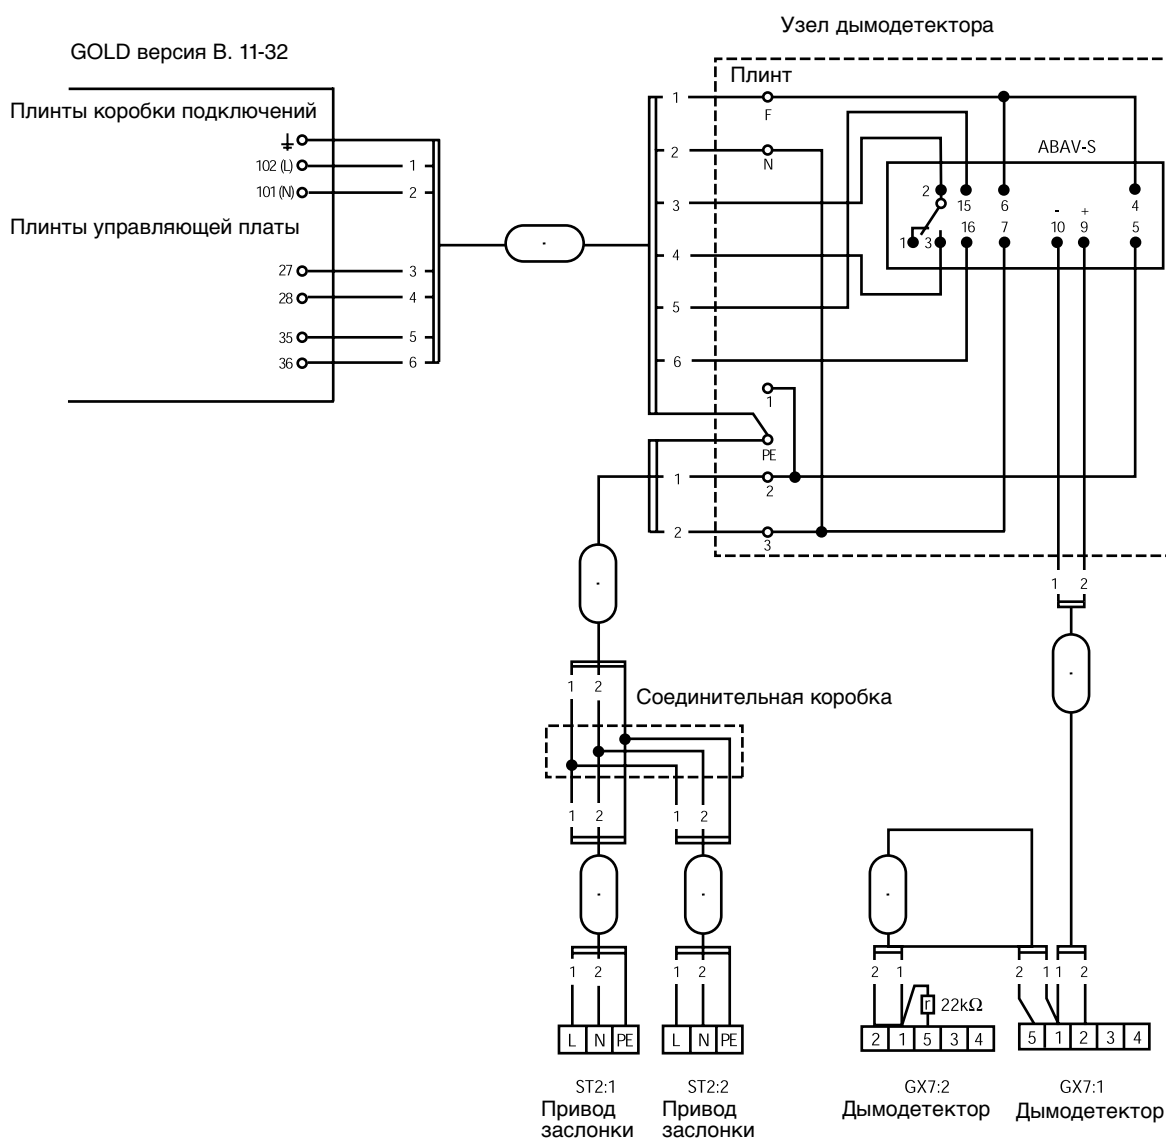 Узел дымодетектора
GOLD версия B. 11-32
Плинт
Плинты коробки подключений
102 (L)
101 (N)
Плинты управляющей платы
27
28
35
36
1
2
3
4
5
6
1
2
3
4
5
6
F
N
1
PE
2
3
1
2
ABAV-S
2 15 6 4
- +
1 3 16 7 10 9 5
1 2
1 2
Соединительная коробка
1 2 1 2
1 2 1 2
2 1 2 1 1 2
r 22kΩ
L N PE
L N PE
2 1 5 3 4
5 1 2 3 4
ST2:1
Привод
заслонки
ST2:2
Привод
заслонки
GX7:2
Дымодетектор
GX7:1
Дымодетектор